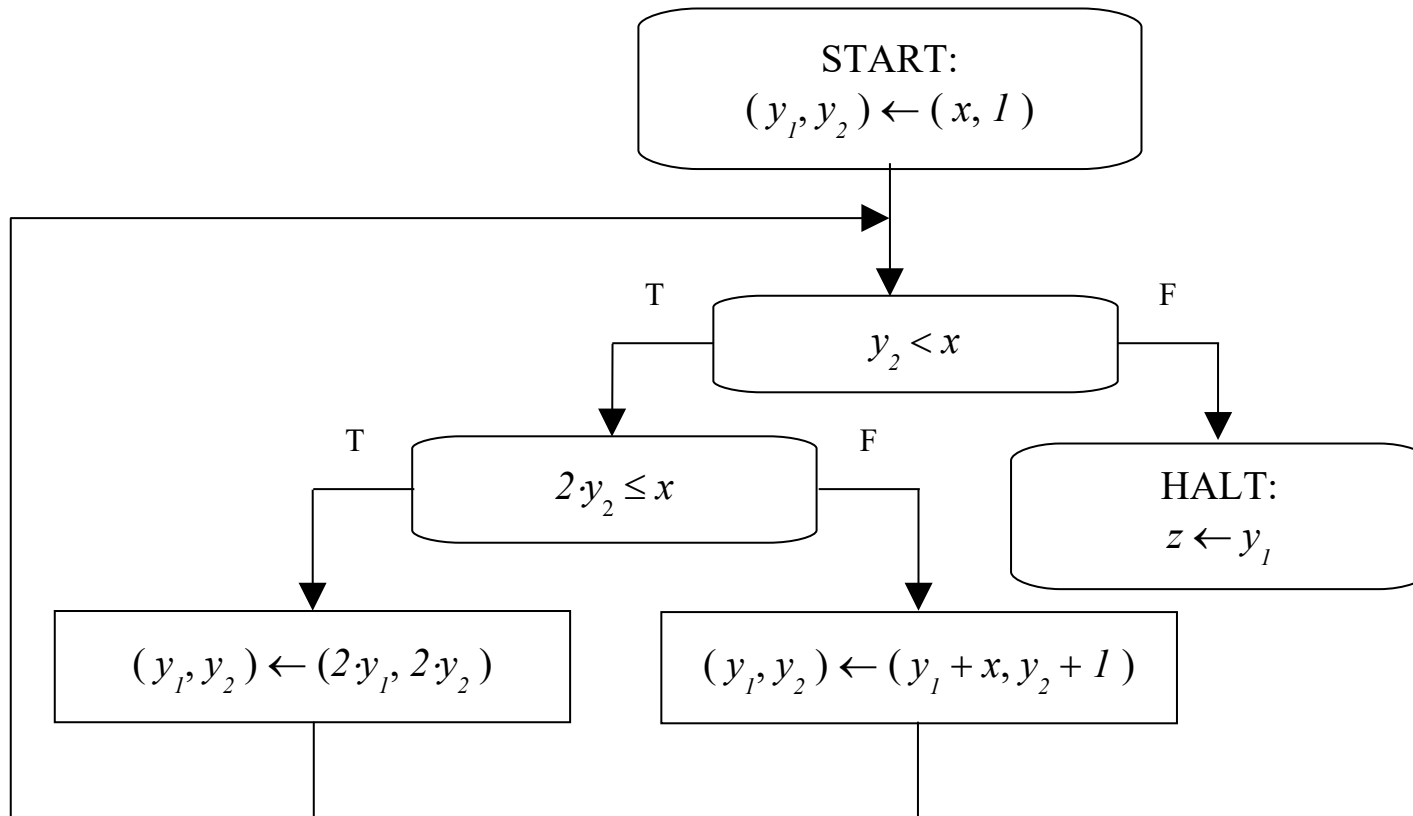 START:
( y₁, y₂ ) ← ( x, 1 )
T
F
y₂ < x
T
F
2·y₂ ≤ x
HALT:
z ← y₁
( y₁, y₂ ) ← (2·y₁, 2·y₂ )
( y₁, y₂ ) ← ( y₁ + x, y₂ + 1 )